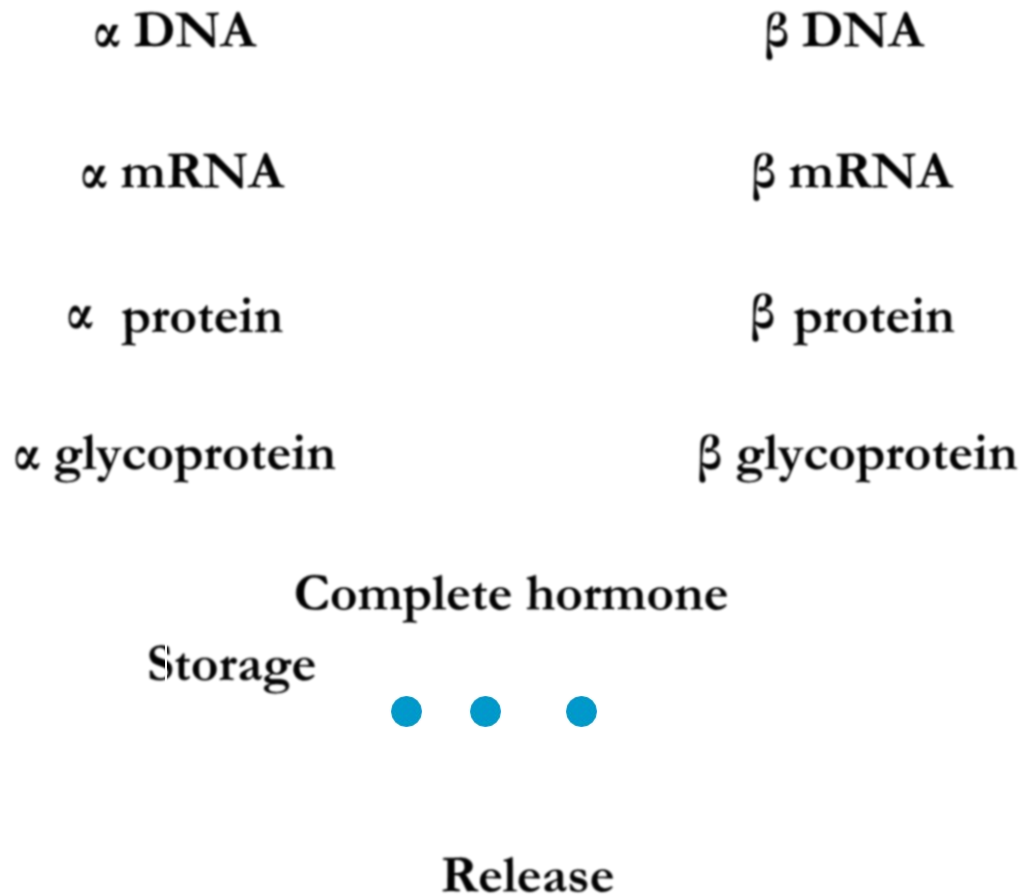 α DNA β DNA
α mRNA β mRNA
α protein β protein
α glycoprotein β glycoprotein
Complete hormone
Storage
Release